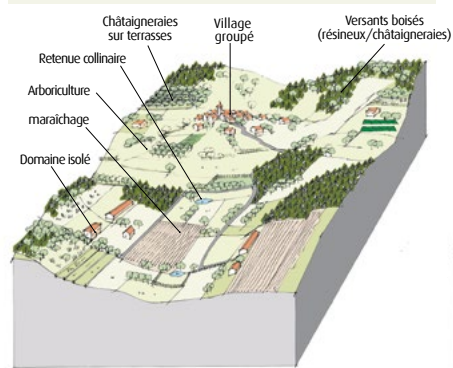 Châtaigneraies
sur terrasses
Village
groupé
Versants boisés
(résineux/châtaigneraies)
Retenue collinaire
Arboriculture
maraîchage
Domaine isolé